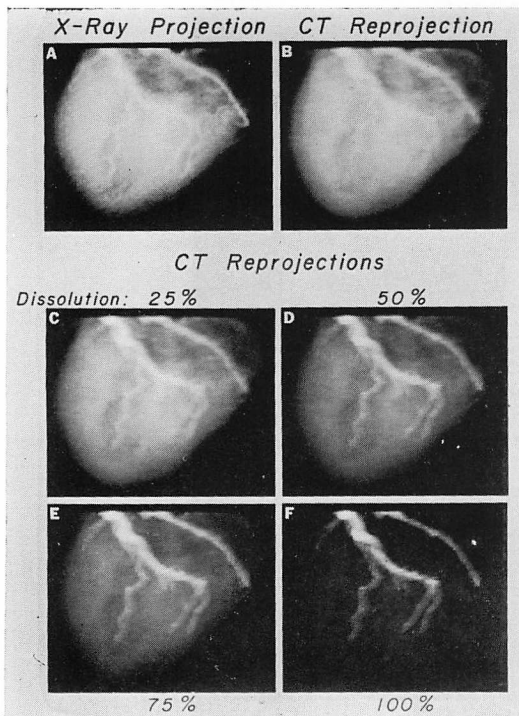 X-Ray Projection
CT Reprojection
A
B
CT Reprojections
Dissolution: 25%
50%
C
D
E
F
75%
100%